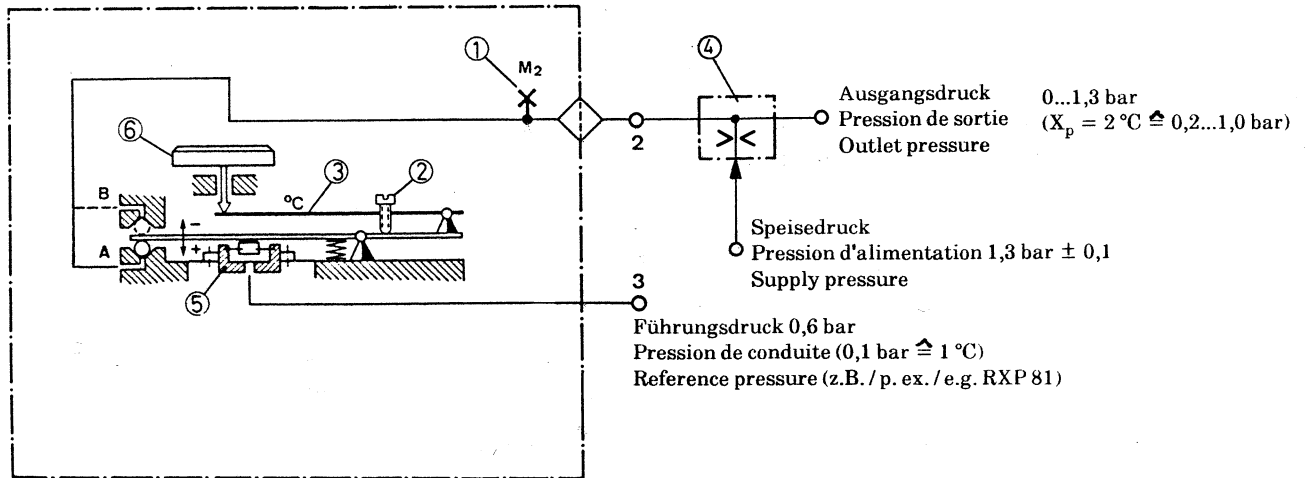 ①
M₂
④
Ausgangsdruck 0...1,3 bar
Pression de sortie (Xₚ = 2 °C ≙ 0,2...1,0 bar)
Outlet pressure
2
> <
⑥
③
②
°C
B
−
A
+
⑤
Speisedruck
Pression d'alimentation 1,3 bar ± 0,1
Supply pressure
3
Führungsdruck 0,6 bar
Pression de conduite (0,1 bar ≙ 1 °C)
Reference pressure (z.B./p. ex./e.g. RXP 81)